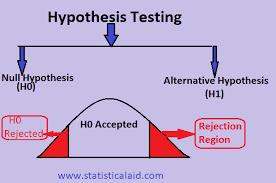 Hypothesis Testing
Null Hypothesis
(H0)
Alternative Hypothesis
(H1)
H0
Rejected
H0 Accepted
Rejection
Region
www.statisticalaid.com